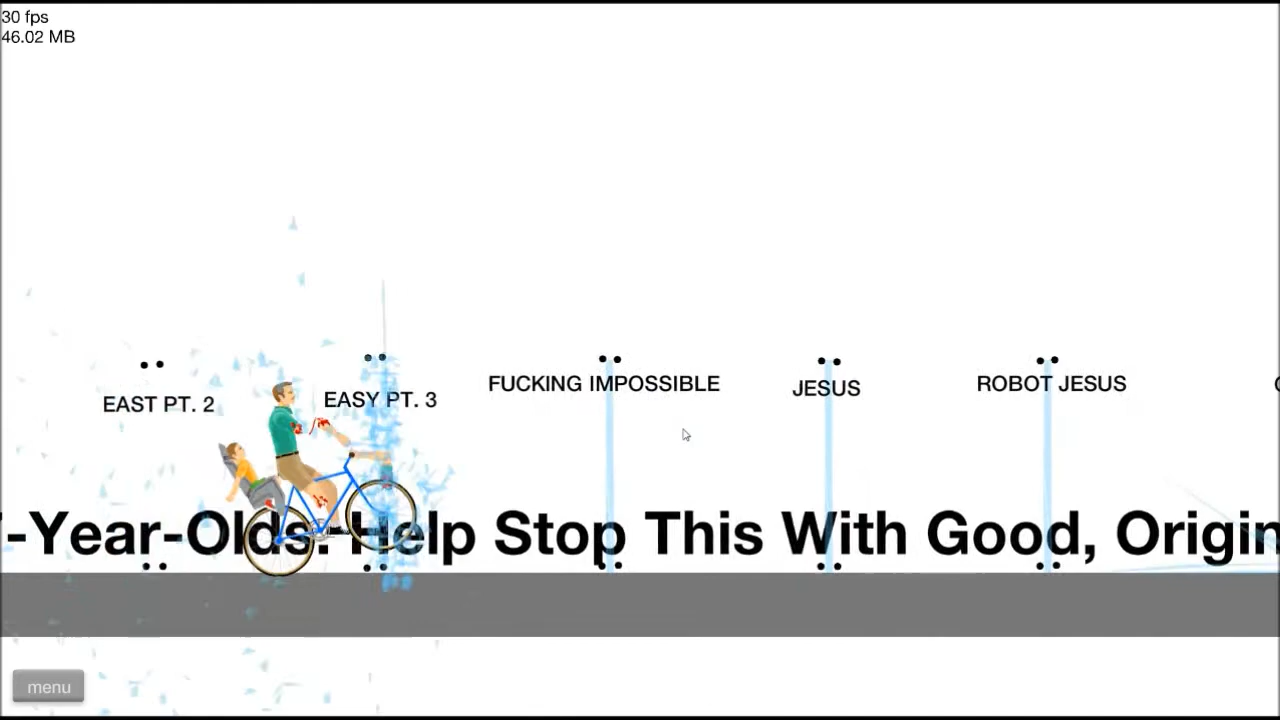 30 fps
46.02 MB
EAST PT. 2
EASY PT. 3
FUCKING IMPOSSIBLE
JESUS
ROBOT JESUS
-Year-Olds. Help Stop This With Good, Origin
menu